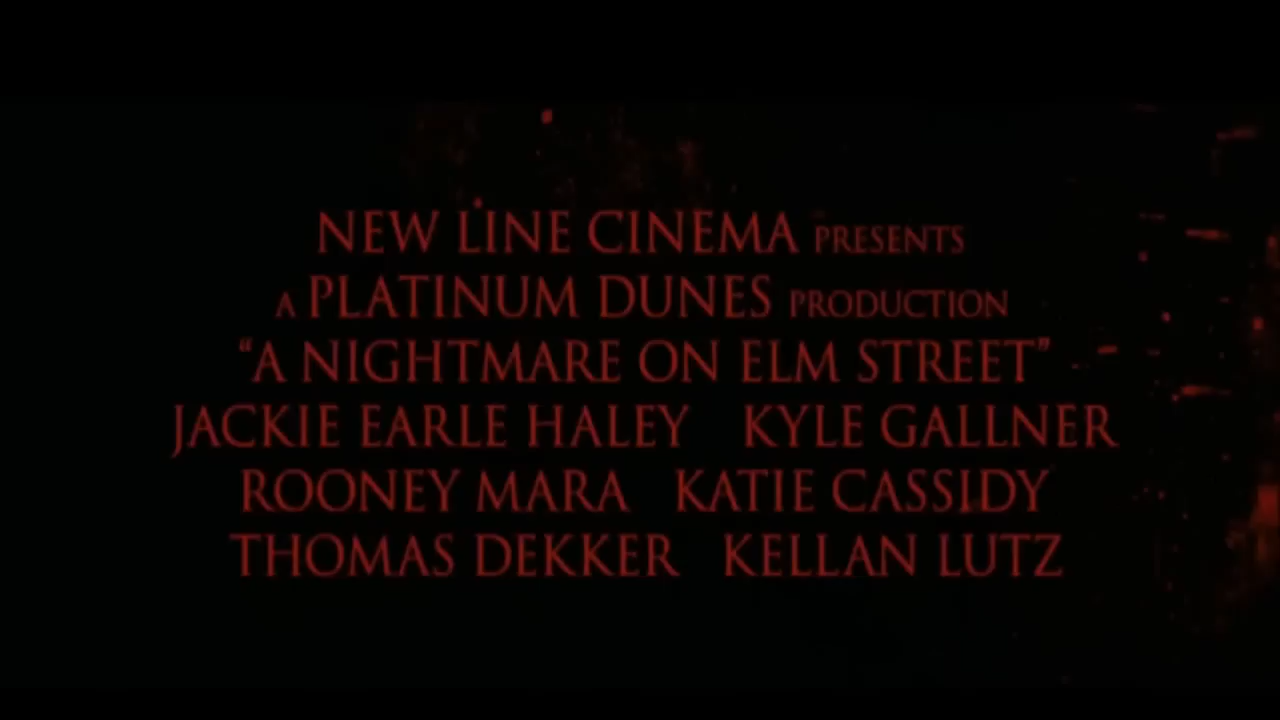 NEW LINE CINEMA PRESENTS
A PLATINUM DUNES PRODUCTION
“A NIGHTMARE ON ELM STREET”
JACKIE EARLE HALEY KYLE GALLNER
ROONEY MARA KATIE CASSIDY
THOMAS DEKKER KELLAN LUTZ